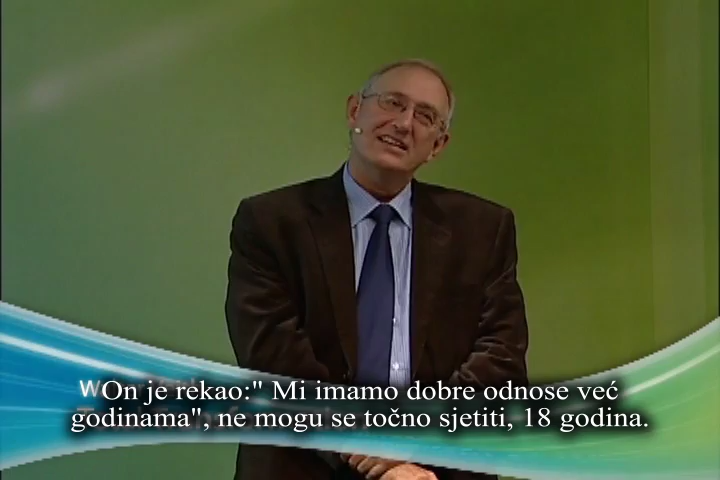 On je rekao:" Mi imamo dobre odnose već
godinama", ne mogu se točno sjetiti, 18 godina.